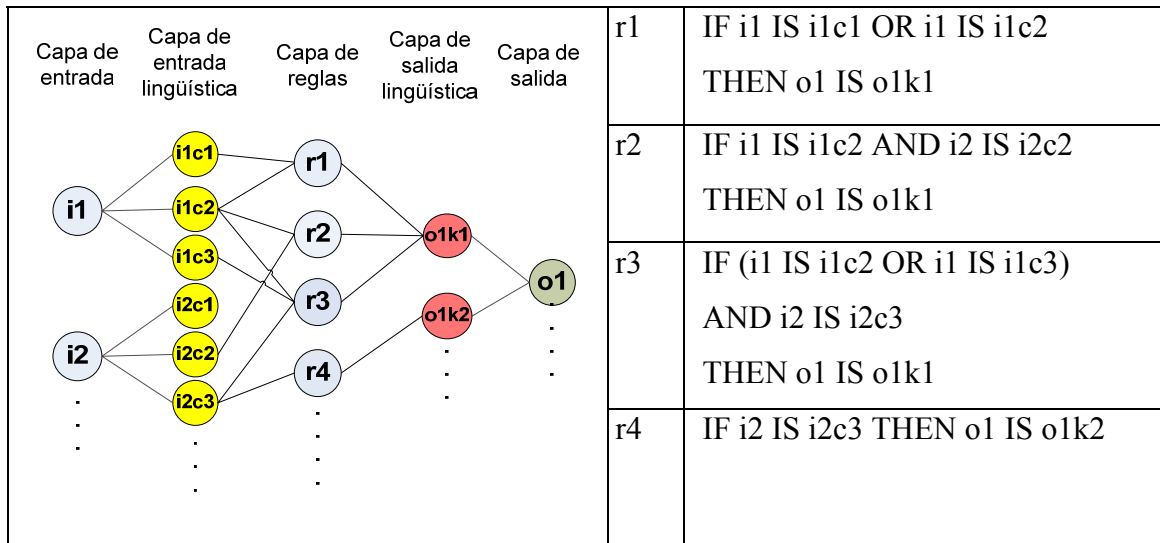 Capa de
entrada
Capa de
entrada
lingüística
Capa de
reglas
Capa de
salida
lingüística
Capa de
salida
i1
i2
i1c1
i1c2
i1c3
i2c1
i2c2
i2c3
r1
r2
r3
r4
o1k1
o1k2
o1
r1 IF i1 IS i1c1 OR i1 IS i1c2
THEN o1 IS o1k1
r2 IF i1 IS i1c2 AND i2 IS i2c2
THEN o1 IS o1k1
r3 IF (i1 IS i1c2 OR i1 IS i1c3)
AND i2 IS i2c3
THEN o1 IS o1k1
r4 IF i2 IS i2c3 THEN o1 IS o1k2